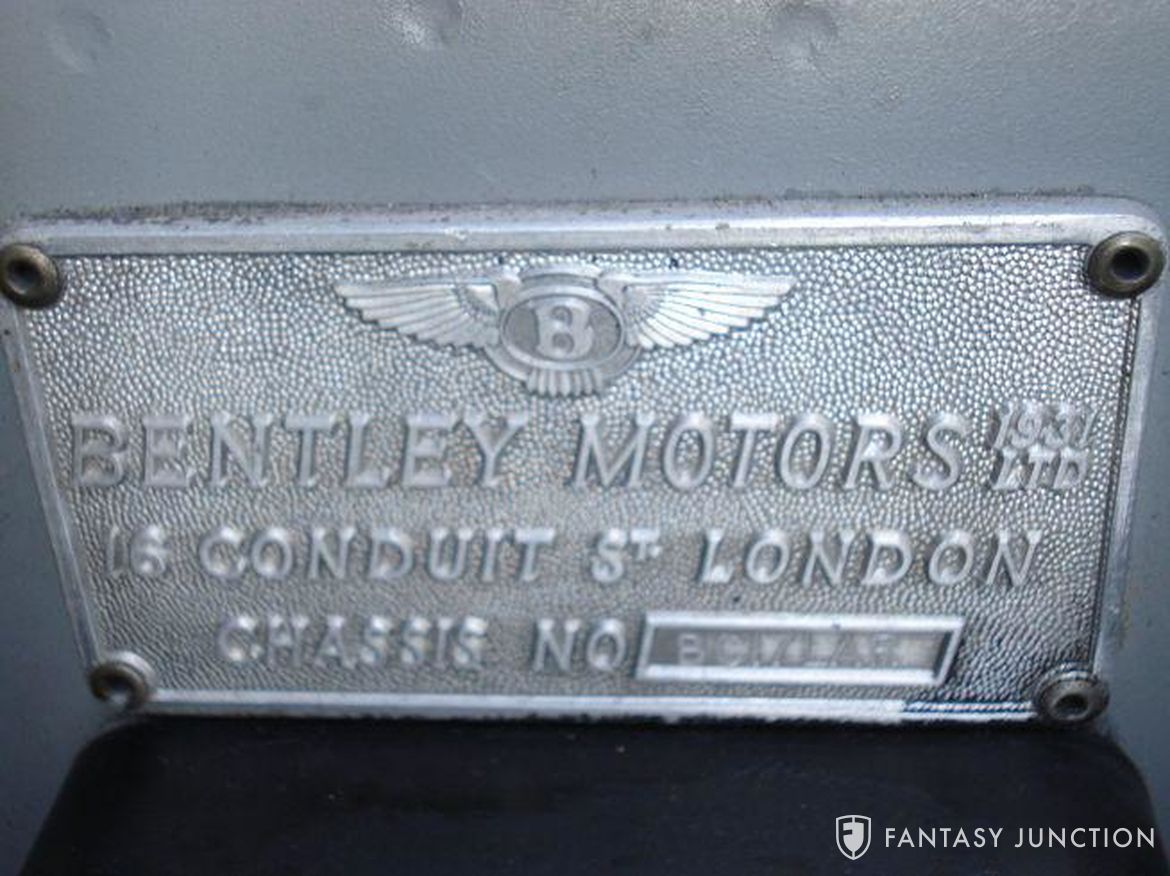 B
BENTLEY MOTORS 1931 LTD
16 CONDUIT ST. LONDON
CHASSIS NO
FANTASY JUNCTION